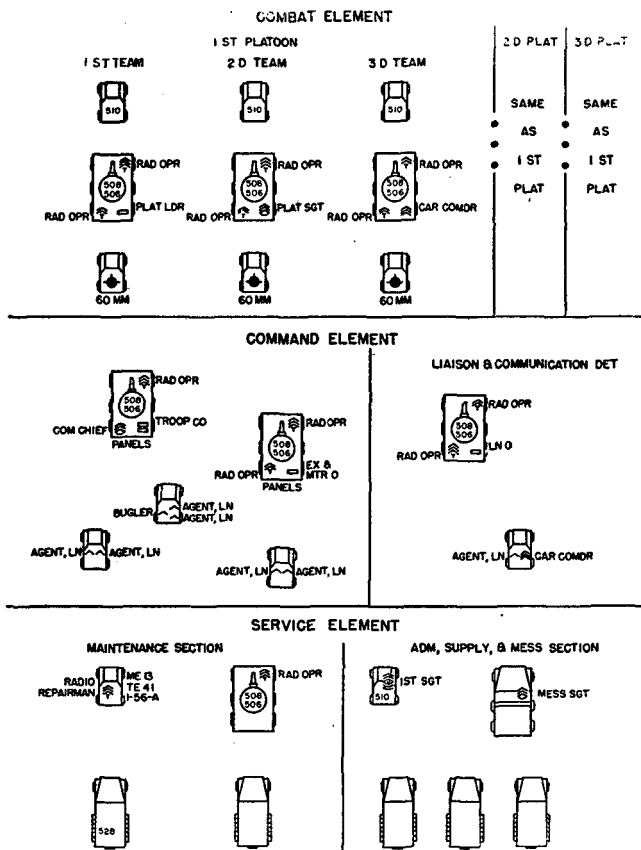 COMBAT ELEMENT
1ST PLATOON
1 ST TEAM
2 D TEAM
3 D TEAM
510
510
510
RAD OPR
508
506
RAD OPR
PLAT LDR
RAD OPR
508
506
RAD OPR
PLAT SGT
RAD OPR
508
506
RAD OPR
CAR COMDR
60 MM
60 MM
60 MM
2 D PLAT
SAME
AS
1 ST
PLAT
3 D PLAT
SAME
AS
1 ST
PLAT
COMMAND ELEMENT
RAD OPR
508
506
COM CHIEF
TROOP CO
PANELS
RAD OPR
508
506
RAD OPR
EX &
MTR O
PANELS
BUGLER
AGENT, LN
AGENT, LN
AGENT, LN
AGENT, LN
AGENT, LN
AGENT, LN
LIAISON & COMMUNICATION DET
RAD OPR
508
506
RAD OPR
LN O
AGENT, LN
CAR COMDR
SERVICE ELEMENT
MAINTENANCE SECTION
RADIO
REPAIRMAN
ME 13
TE 41
I-56-A
RAD OPR
508
506
528
ADM, SUPPLY, & MESS SECTION
1ST SGT
510
MESS SGT